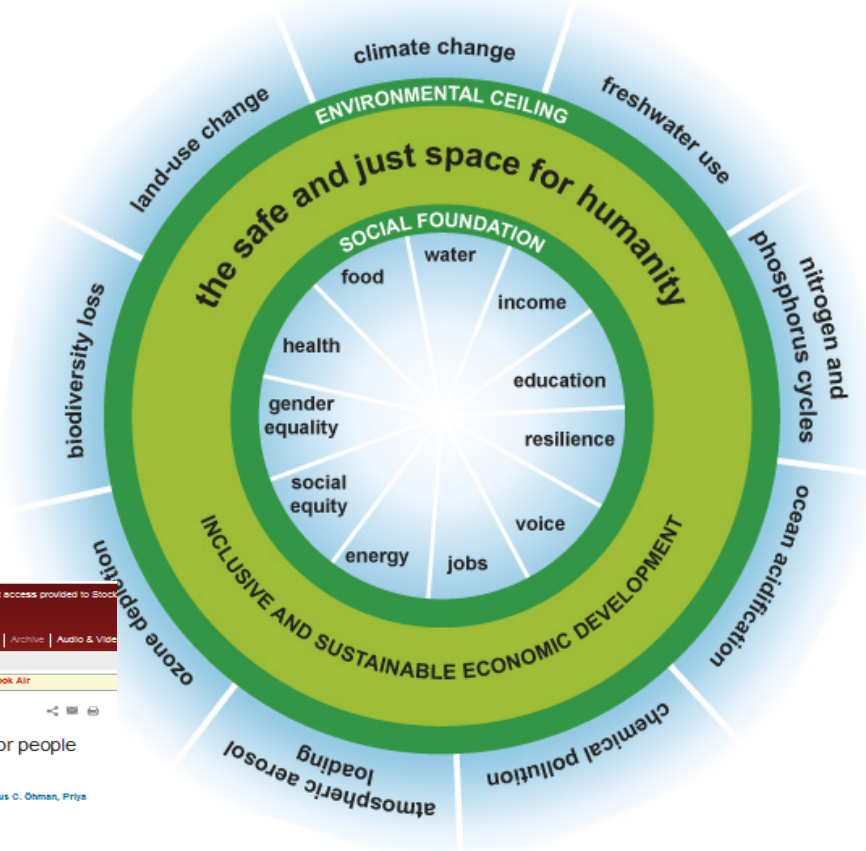 climate change
freshwater use
nitrogen and
phosphorus cycles
ocean acidification
chemical pollution
atmospheric aerosol
loading
ozone depletion
biodiversity loss
land-use change
ENVIRONMENTAL CEILING
the safe and just space for humanity
SOCIAL FOUNDATION
water
income
education
resilience
voice
jobs
energy
social
equity
gender
equality
health
food
INCLUSIVE AND SUSTAINABLE ECONOMIC DEVELOPMENT
access provided to Stock
Archive | Audio & Vide
ook Air
or people
us C. Öhman, Priya